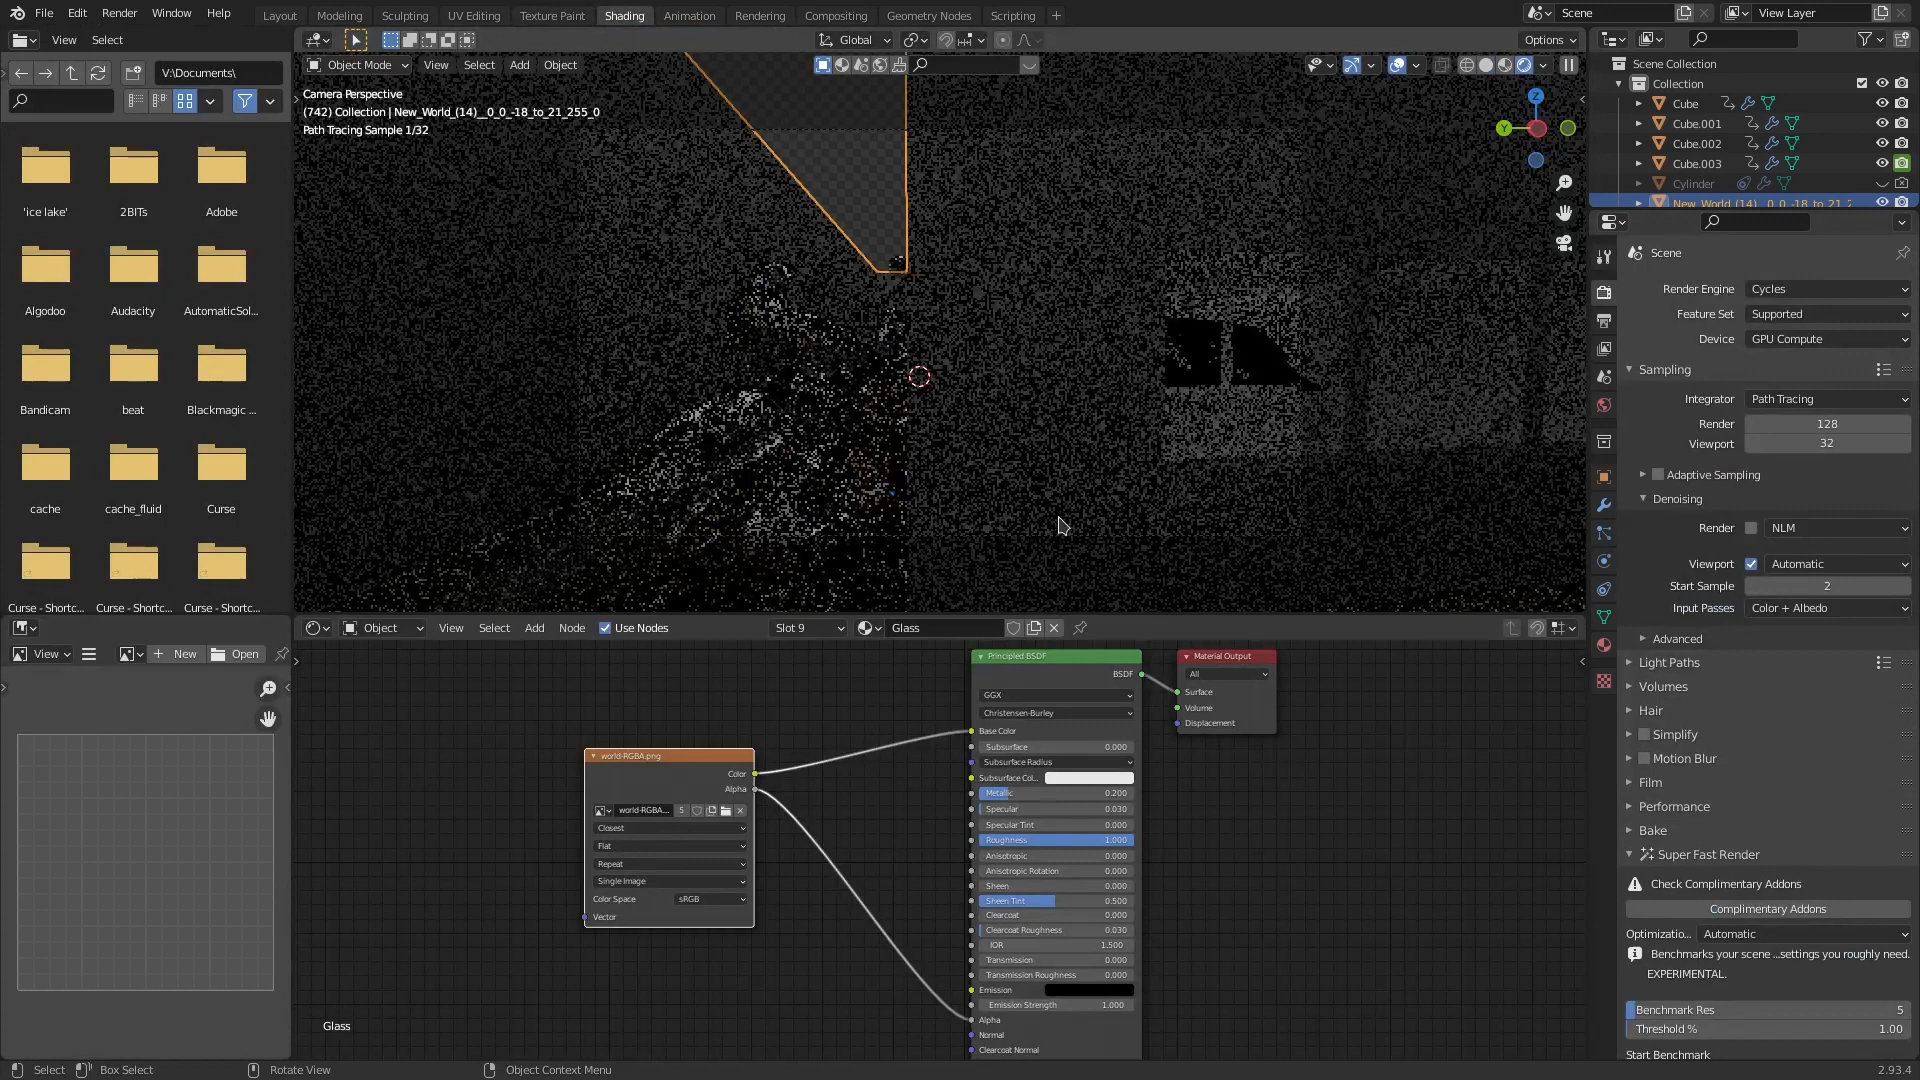 File Edit Render Window Help
Layout Modeling Sculpting UV Editing Texture Paint Shading Animation Rendering Compositing Geometry Nodes Scripting +
Scene
View Layer
View Select
Global
Options
V:\Documents\
Object Mode View Select Add Object
Camera Perspective
(742) Collection | New_World_(14)__0_0_-18_to_21_255_0
Path Tracing Sample 1/32
Z
Y
'ice lake' 2BITs Adobe
Algodoo Audacity AutomaticSol...
Bandicam beat Blackmagic ...
cache cache_fluid Curse
Curse - Shortc... Curse - Shortc... Curse - Shortc...
Scene Collection
Collection
Cube
Cube.001
Cube.002
Cube.003
Cylinder
New_World_(14)__0_0_-18_to_21_2
Scene
Render Engine Cycles
Feature Set Supported
Device GPU Compute
Sampling
Integrator Path Tracing
Render 128
Viewport 32
Adaptive Sampling
Denoising
Render NLM
Viewport Automatic
Start Sample 2
Input Passes Color + Albedo
Advanced
Light Paths
Volumes
Hair
Simplify
Motion Blur
Film
Performance
Bake
Super Fast Render
Check Complimentary Addons
Complimentary Addons
Optimizatio... Automatic
Benchmarks your scene ...settings you roughly need.
EXPERIMENTAL.
Benchmark Res 5
Threshold % 1.00
Start Benchmark
View New Open
Object View Select Add Node Use Nodes Slot 9 Glass
world-RGBA.png
Color
Alpha
world-RGBA... 5
Closest
Flat
Repeat
Single Image
Color Space sRGB
Vector
Principled BSDF
BSDF
GGX
Christensen-Burley
Base Color
Subsurface 0.000
Subsurface Radius
Subsurface Col...
Metallic 0.200
Specular 0.030
Specular Tint 0.000
Roughness 1.000
Anisotropic 0.000
Anisotropic Rotation 0.000
Sheen 0.000
Sheen Tint 0.500
Clearcoat 0.000
Clearcoat Roughness 0.030
IOR 1.500
Transmission 0.000
Transmission Roughness 0.000
Emission
Emission Strength 1.000
Alpha
Normal
Clearcoat Normal
Material Output
All
Surface
Volume
Displacement
Glass
Select Box Select Rotate View Object Context Menu 2.93.4